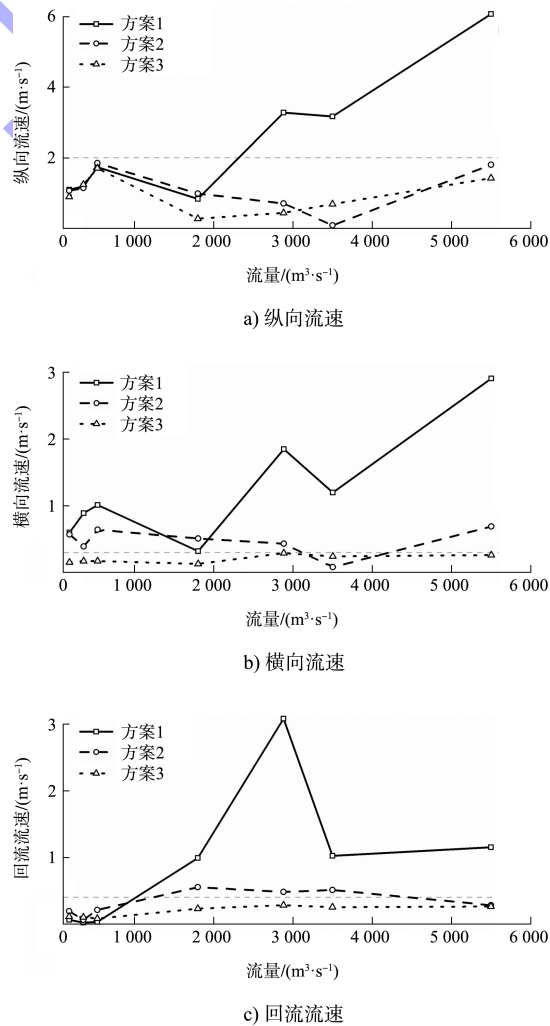 6
4
2
纵向流速/(m·s⁻¹)
方案1
方案2
方案3
0 1 000 2 000 3 000 4 000 5 000 6 000
流量/(m³·s⁻¹)
a) 纵向流速
3
2
1
横向流速/(m·s⁻¹)
方案1
方案2
方案3
0 1 000 2 000 3 000 4 000 5 000 6 000
流量/(m³·s⁻¹)
b) 横向流速
3
2
1
回流流速/(m·s⁻¹)
方案1
方案2
方案3
0 1 000 2 000 3 000 4 000 5 000 6 000
流量/(m³·s⁻¹)
c) 回流流速